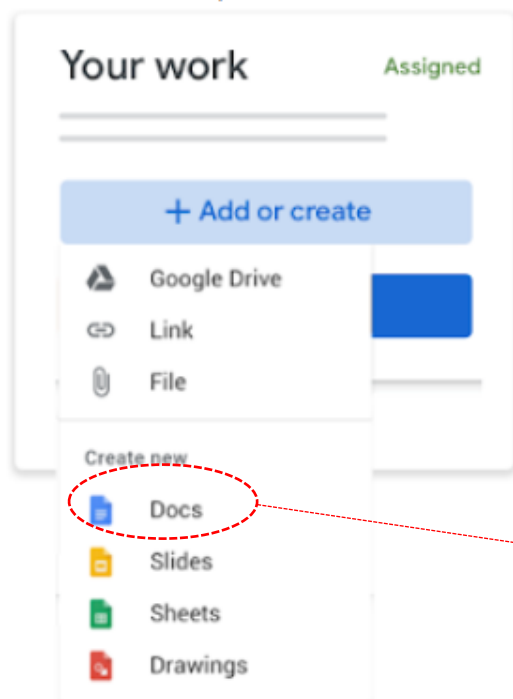 Your work
Assigned
+ Add or create
Google Drive
Link
File
Create new
Docs
Slides
Sheets
Drawings